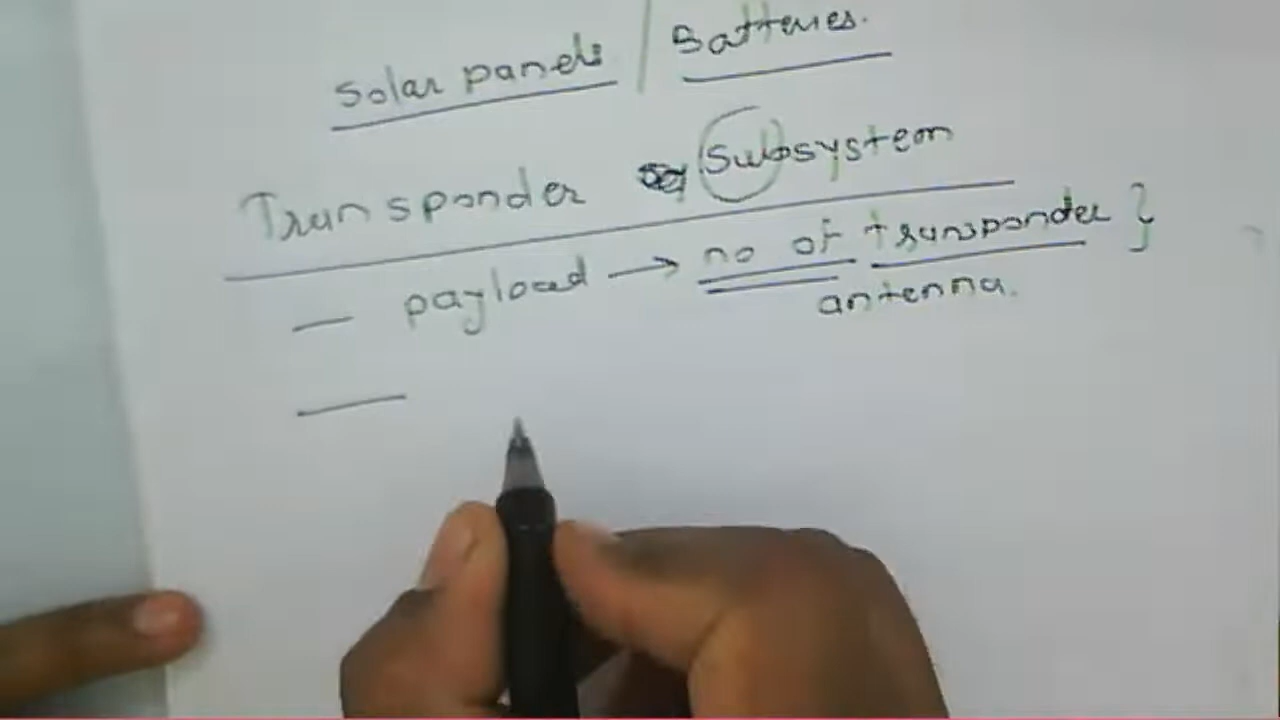 Solar panels / Batteries.
Transponder Subsystem
— payload → no of transponder }
antenna.
—